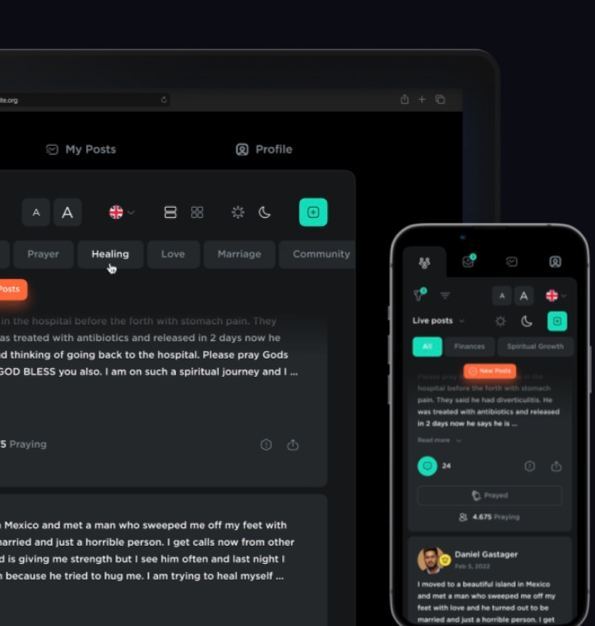 ite.org
My Posts
Profile
A A
Prayer Healing Love Marriage Community
Posts
in the hospital before the forth with stomach pain. They
as treated with antibiotics and released in 2 days now he
d thinking of going back to the hospital. Please pray Gods
GOD BLESS you also. I am on such a spiritual journey and I ...
75 Praying
Mexico and met a man who sweeped me off my feet with
arried and just a horrible person. I get calls now from other
d is giving me strength but I see him often and last night I
because he tried to hug me. I am trying to heal myself ...
A A
Live posts
All Finances Spiritual Growth
New Posts
Please pray in the
hospital before the forth with stomach
pain. They said he had diverticulitis. He
was treated with antibiotics and released
in 2 days now he says he is ...
Read more
24
Prayed
4.675 Praying
Daniel Gastager
Feb 5, 2022
I moved to a beautiful island in Mexico
and met a man who sweeped me off my
feet with love and he turned out to be
married and just a horrible person. I get